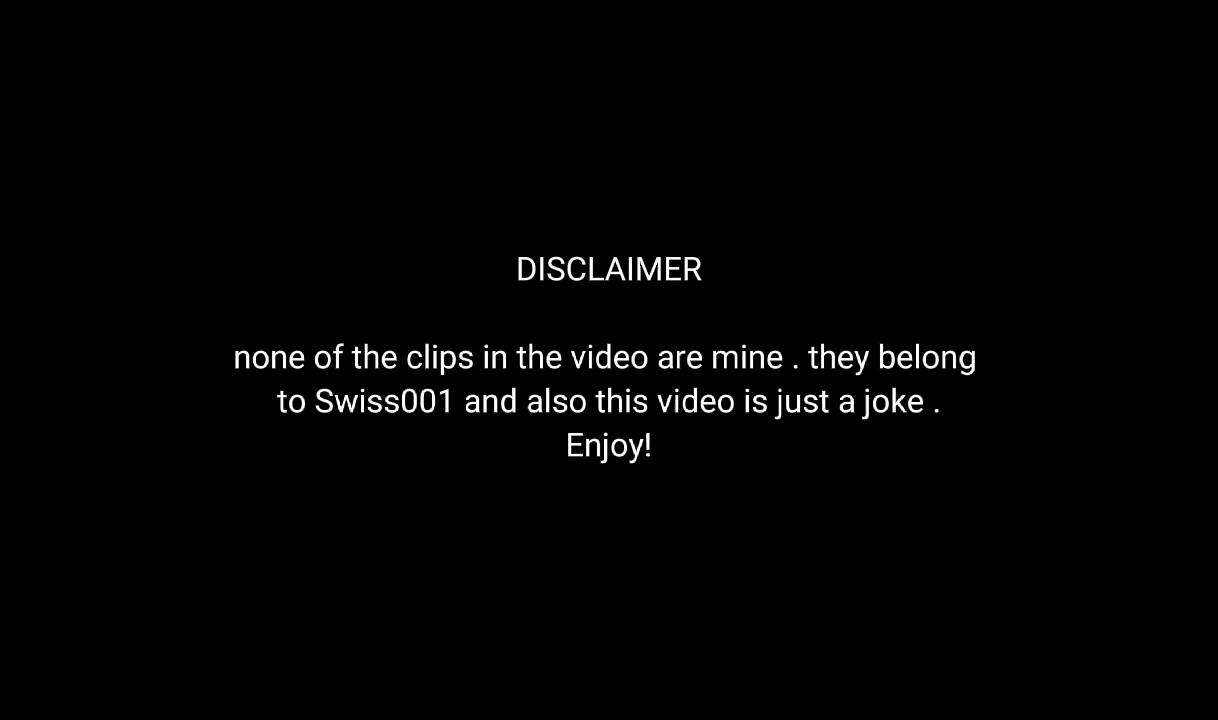 DISCLAIMER
none of the clips in the video are mine . they belong
to Swiss001 and also this video is just a joke .
Enjoy!